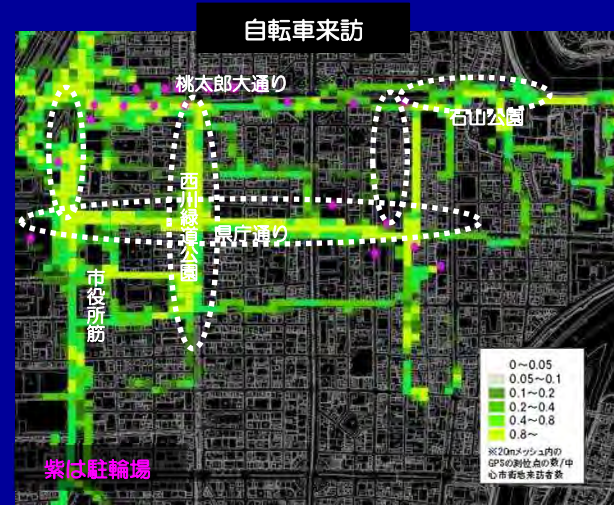 自転車来訪
桃太郎大通り
石山公園
西川緑道公園
県庁通り
市役所筋
0～0.05
0.05～0.1
0.1～0.2
0.2～0.4
0.4～0.8
0.8～
※20mメッシュ内の
GPSの測位点の数/中
心市街地来訪者数
紫は駐輪場